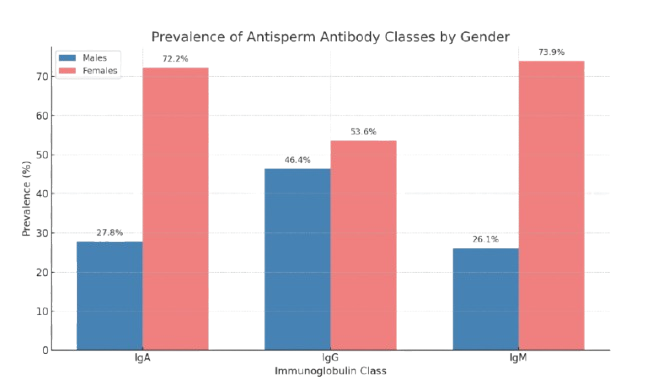 Prevalence of Antisperm Antibody Classes by Gender
Males
Females
72.2%
73.9%
53.6%
46.4%
27.8%
26.1%
70
60
50
40
30
20
10
0
Prevalence (%)
IgA IgG IgM
Immunoglobulin Class